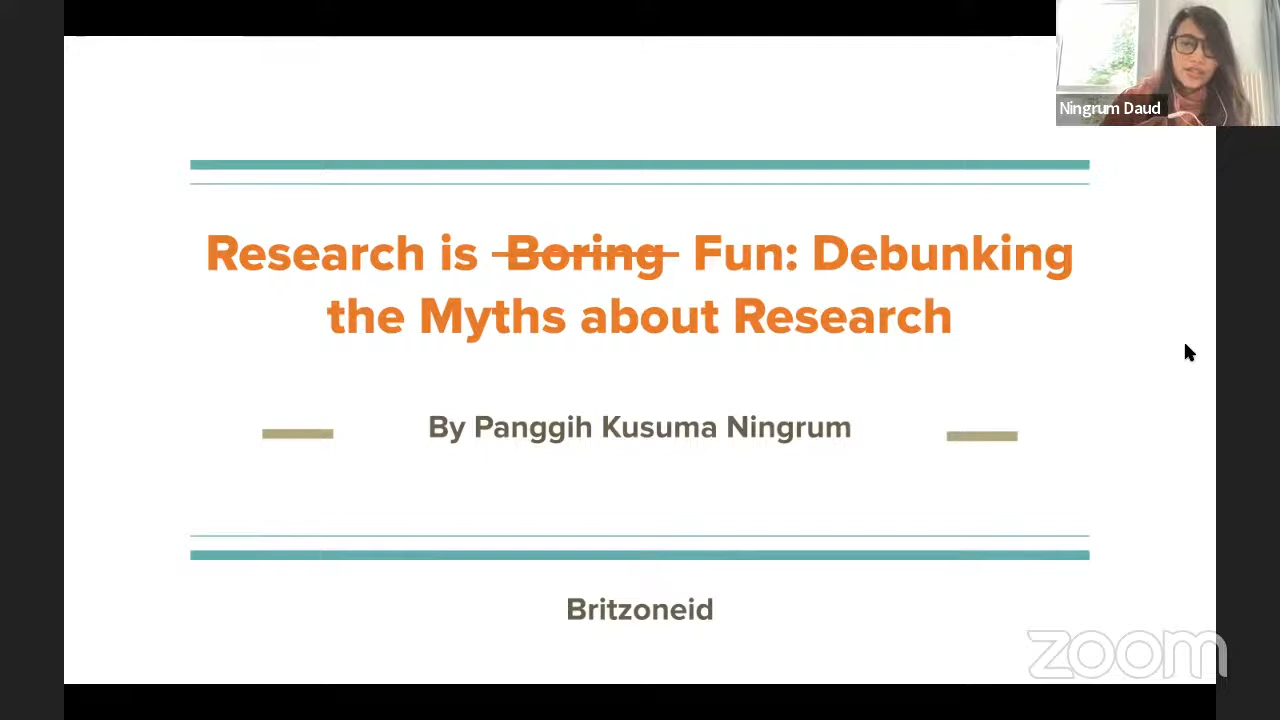 Ningrum Daud
Research is Boring Fun: Debunking
the Myths about Research
By Panggih Kusuma Ningrum
Britzoneid
zoom